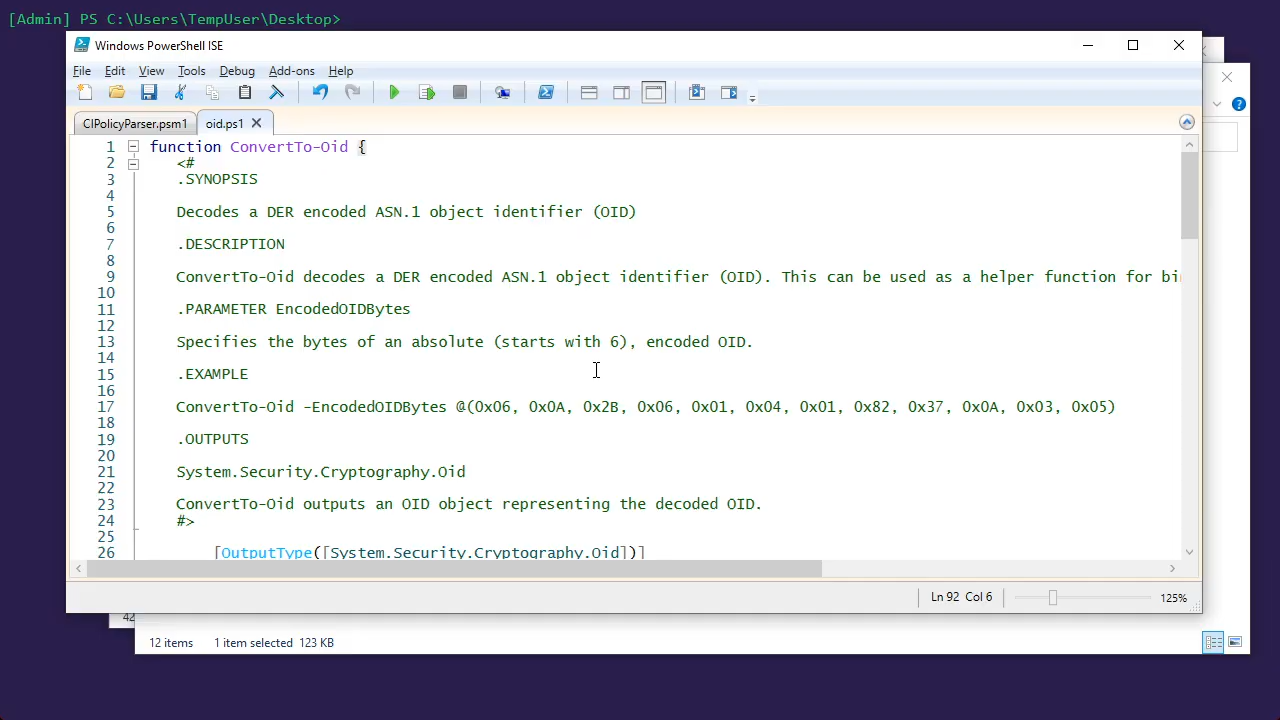 [Admin] PS C:\Users\TempUser\Desktop>
Windows PowerShell ISE
File Edit View Tools Debug Add-ons Help
CIPolicyParser.psm1 oid.ps1
1 function ConvertTo-Oid {
2 <#
3 .SYNOPSIS
4
5 Decodes a DER encoded ASN.1 object identifier (OID)
6
7 .DESCRIPTION
8
9 ConvertTo-Oid decodes a DER encoded ASN.1 object identifier (OID). This can be used as a helper function for bin
10
11 .PARAMETER EncodedOIDBytes
12
13 Specifies the bytes of an absolute (starts with 6), encoded OID.
14
15 .EXAMPLE
16
17 ConvertTo-Oid -EncodedOIDBytes @(0x06, 0x0A, 0x2B, 0x06, 0x01, 0x04, 0x01, 0x82, 0x37, 0x0A, 0x03, 0x05)
18
19 .OUTPUTS
20
21 System.Security.Cryptography.Oid
22
23 ConvertTo-Oid outputs an OID object representing the decoded OID.
24 #>
25
26 [OutputType([System.Security.Cryptography.Oid])]
Ln 92 Col 6
125%
42
12 items 1 item selected 123 KB